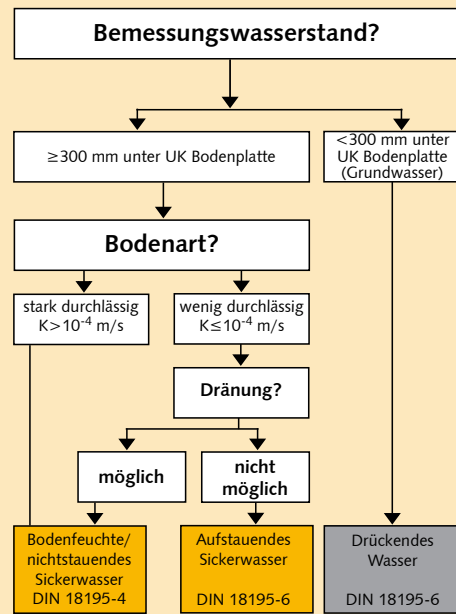 Bemessungswasserstand?
≥300 mm unter UK Bodenplatte
<300 mm unter
UK Bodenplatte
(Grundwasser)
Bodenart?
stark durchlässig
K>10⁻⁴ m/s
wenig durchlässig
K≤10⁻⁴ m/s
Dränung?
möglich
nicht
möglich
Bodenfeuchte/
nichtstauendes
Sickerwasser
DIN 18195-4
Aufstauendes
Sickerwasser
DIN 18195-6
Drückendes
Wasser
DIN 18195-6